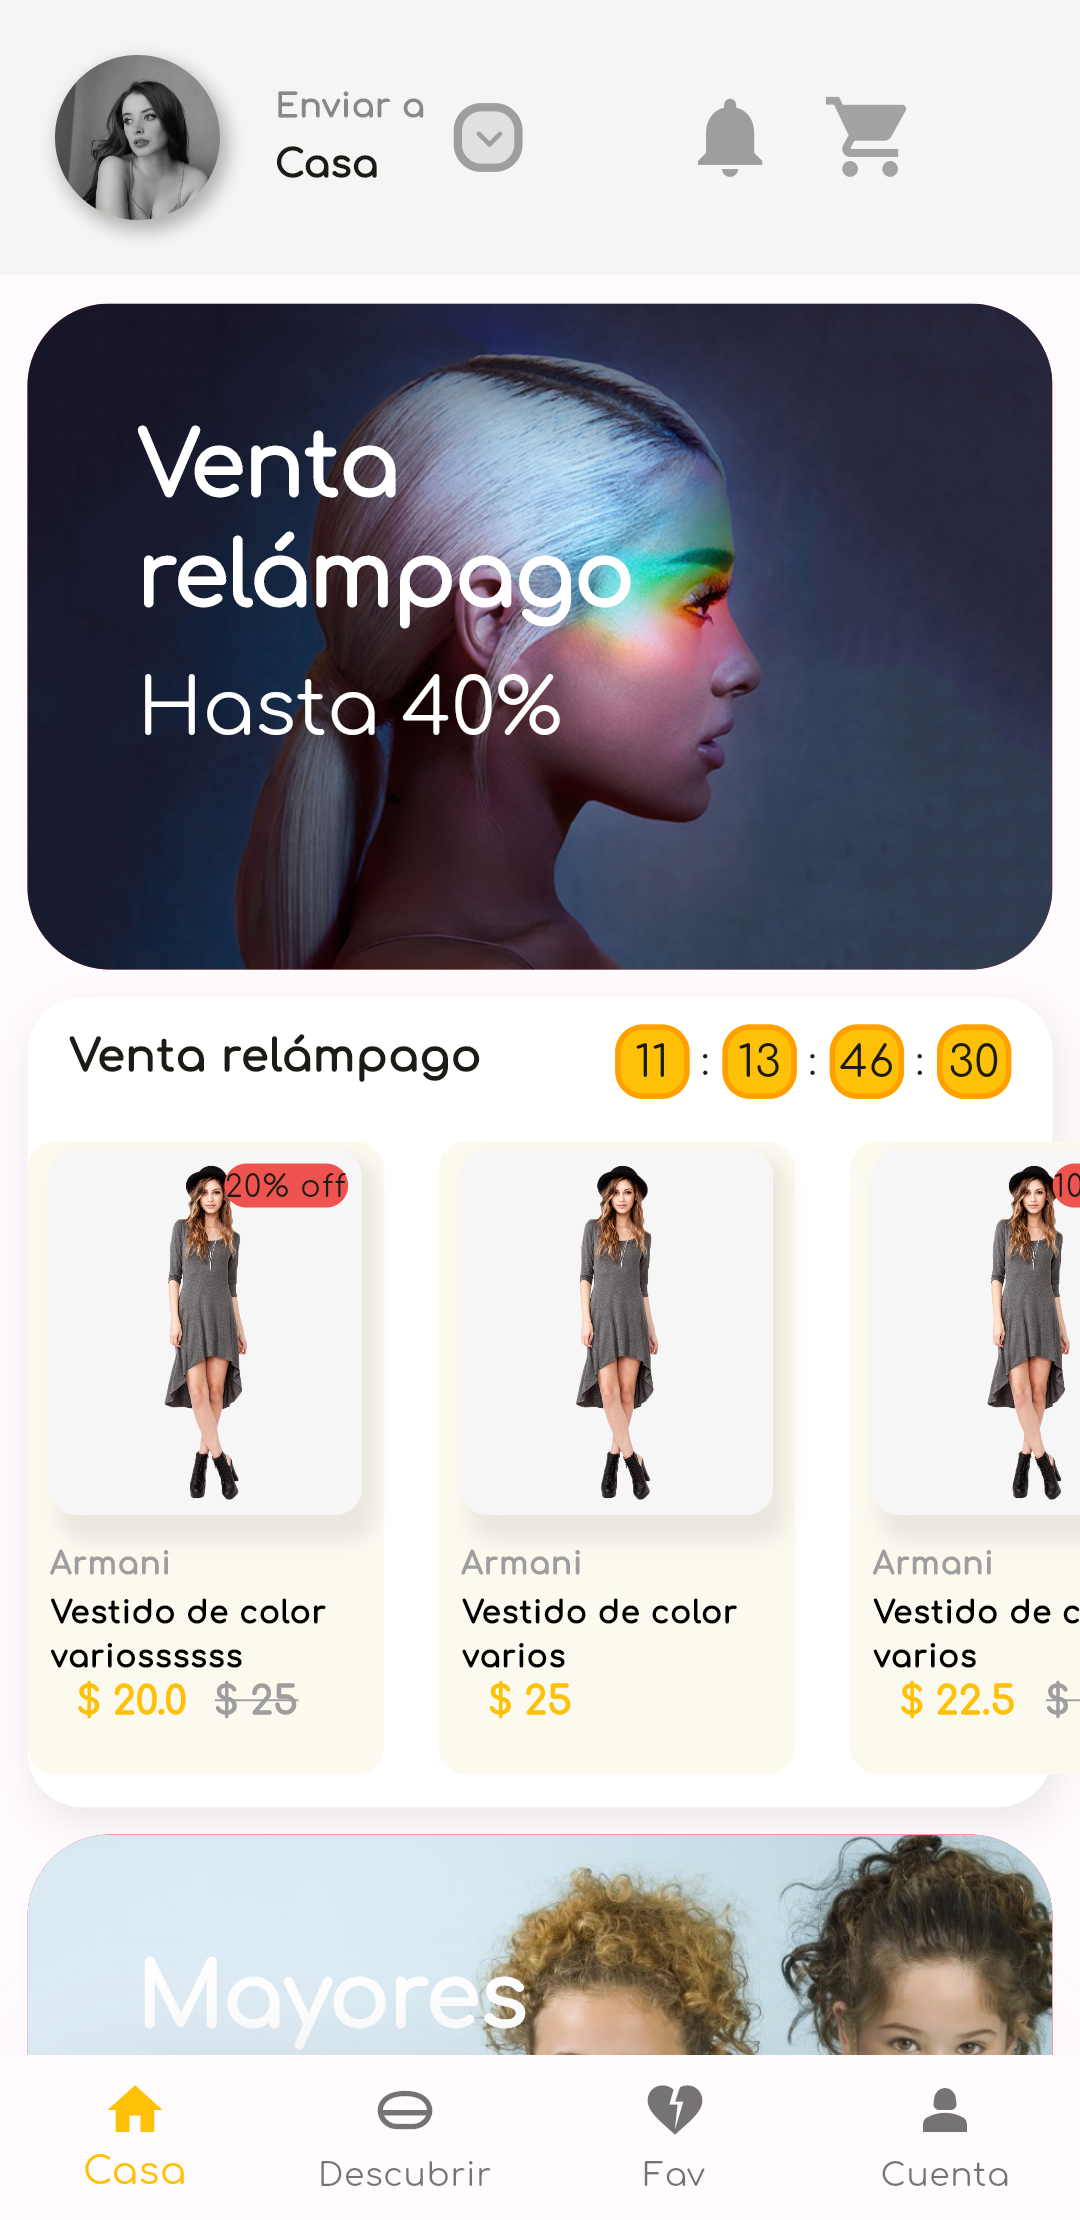 Enviar a
Casa
Venta
relámpago
Hasta 40%
Venta relámpago
11 : 13 : 46 : 30
20% off
10
Armani
Vestido de color
variossssss
$ 20.0 $ 25
Armani
Vestido de color
varios
$ 25
Armani
Vestido de c
varios
$ 22.5 $
Mayores
Casa
Descubrir
Fav
Cuenta